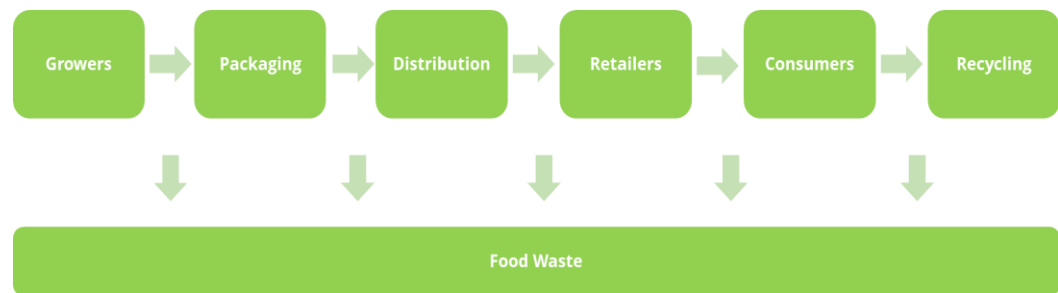 Growers
Packaging
Distribution
Retailers
Consumers
Recycling
Food Waste